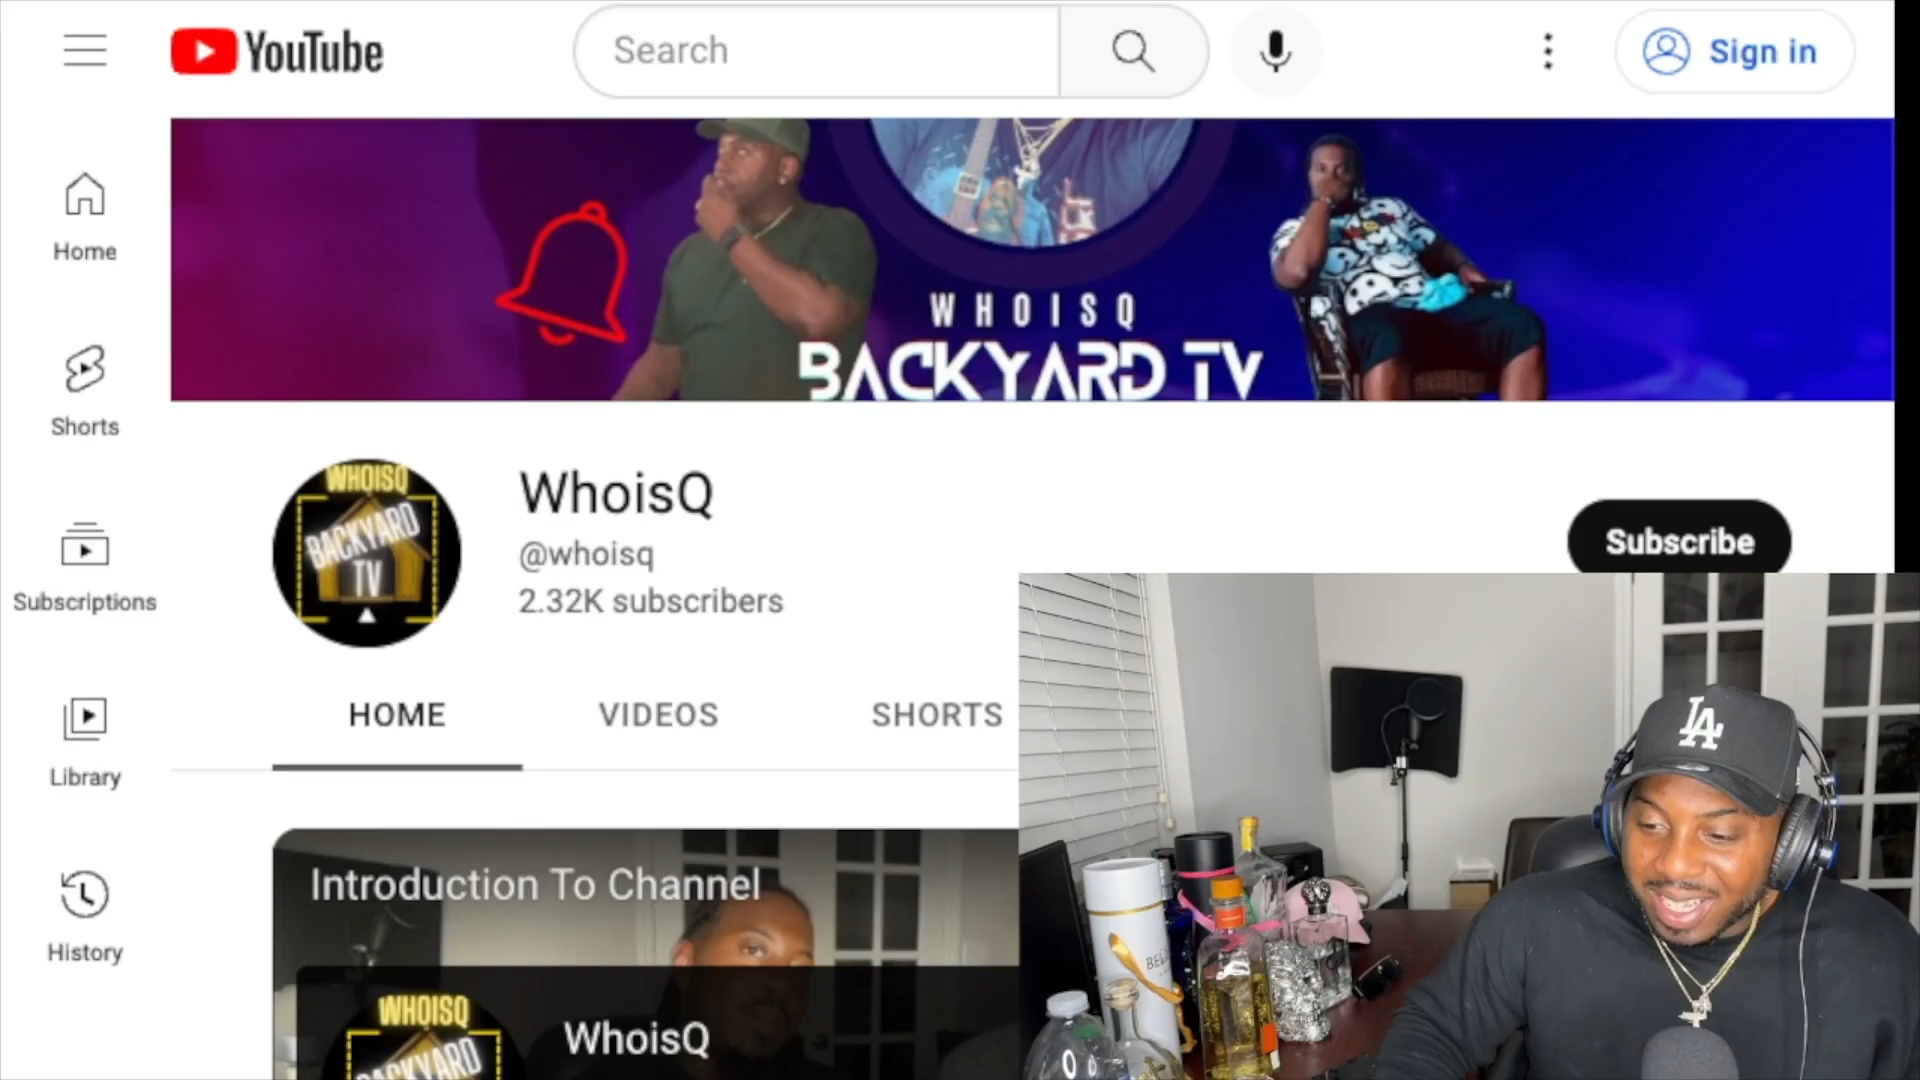 YouTube
Search
Sign in
Home
Shorts
Subscriptions
Library
History
WHOISQ
BACKYARD TV
WHOISQ
BACKYARD
TV
WhoisQ
@whoisq
2.32K subscribers
Subscribe
HOME
VIDEOS
SHORTS
Introduction To Channel
WHOISQ
BACKYARD
WhoisQ
LA